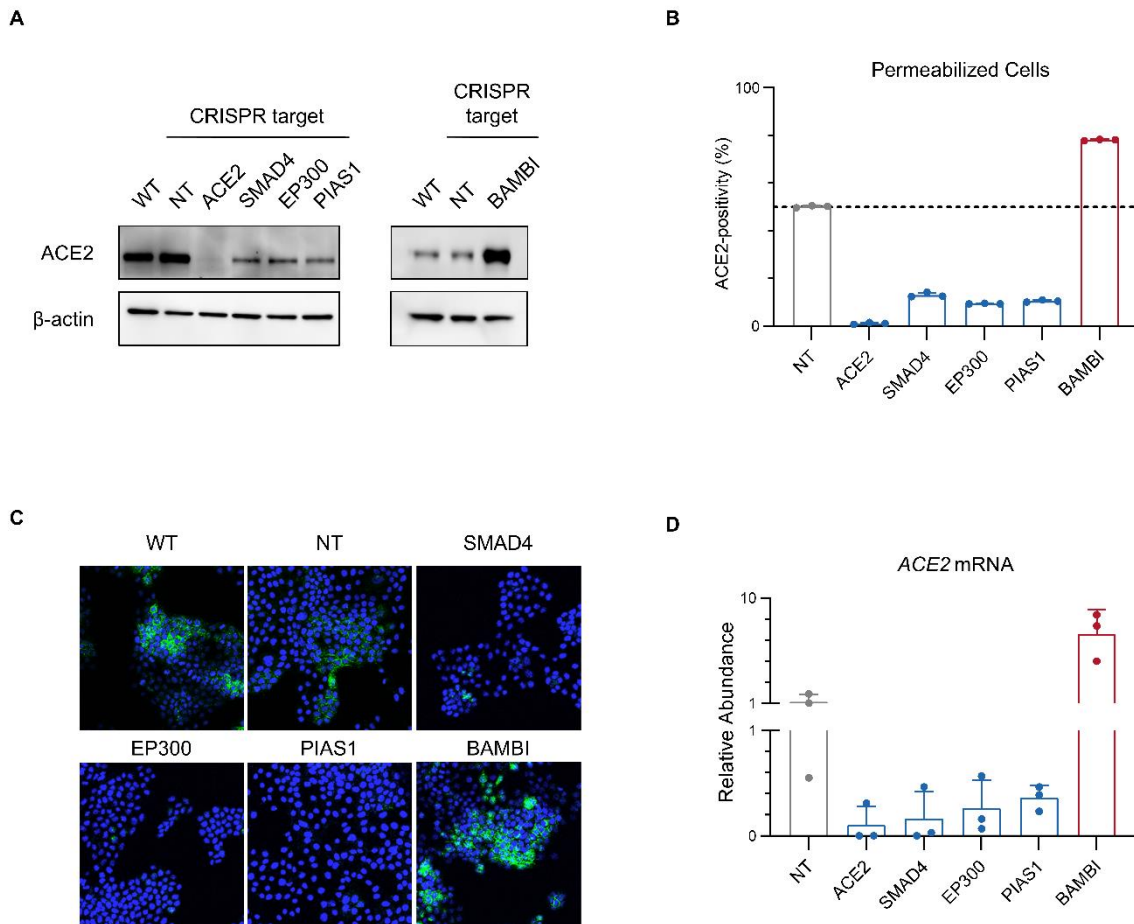 A
CRISPR target
CRISPR
target
WT NT ACE2 SMAD4 EP300 PIAS1
WT NT BAMBI
ACE2
β-actin
B
Permeabilized Cells
ACE2-positivity (%)
100
0
NT ACE2 SMAD4 EP300 PIAS1 BAMBI
C
WT NT SMAD4
EP300 PIAS1 BAMBI
D
ACE2 mRNA
Relative Abundance
10
1
1
0
NT ACE2 SMAD4 EP300 PIAS1 BAMBI